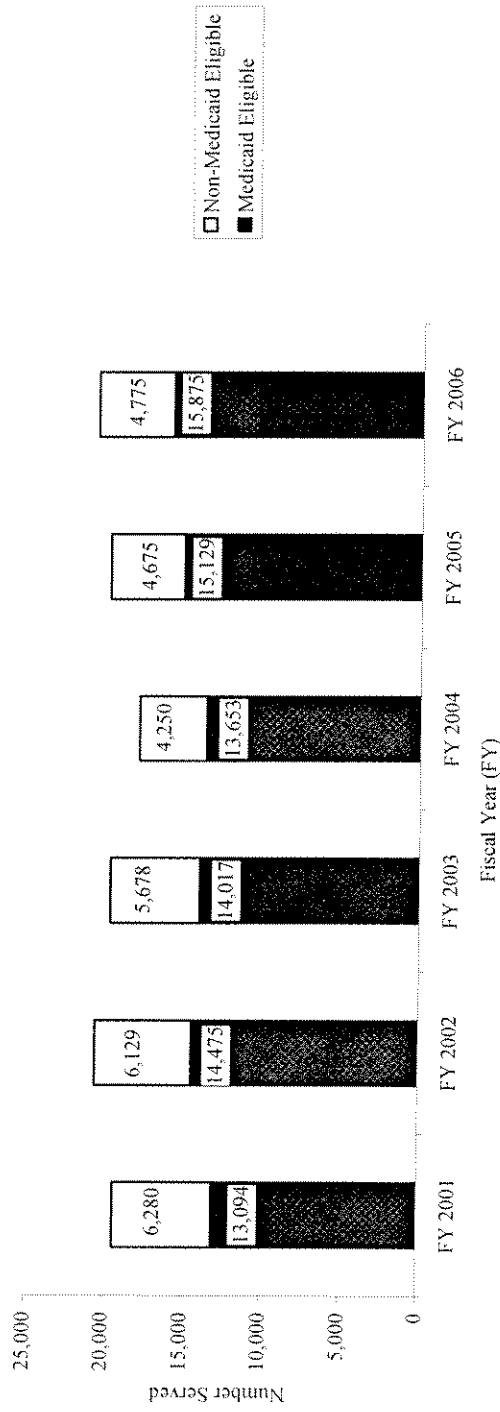 Non-Medicaid Eligible
Medicaid Eligible
Number Served
25,000
20,000
15,000
10,000
5,000
0
6,280
13,094
6,129
14,475
5,678
14,017
4,250
13,653
4,675
15,129
4,775
15,875
FY 2001
FY 2002
FY 2003
FY 2004
FY 2005
FY 2006
Fiscal Year (FY)